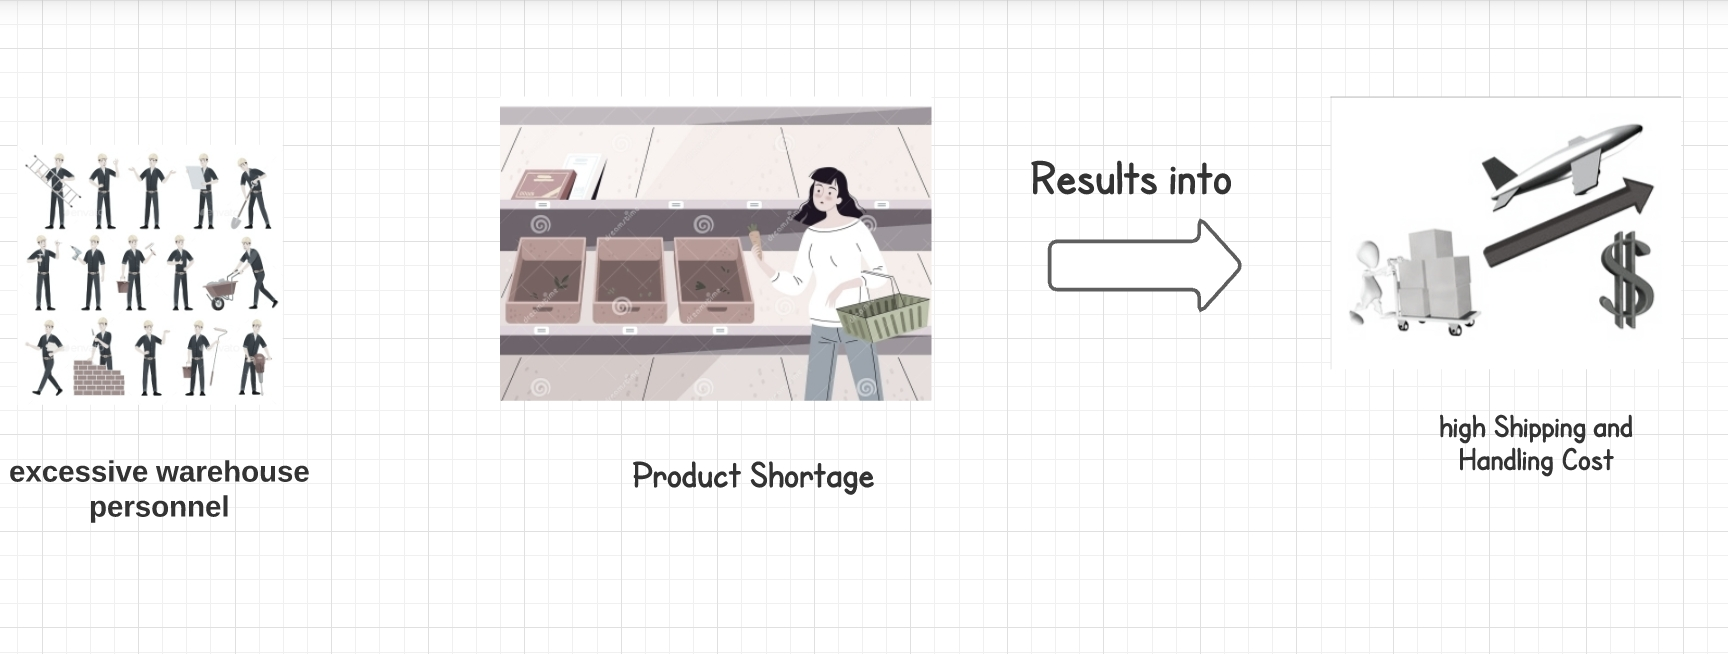 Results into
high Shipping and
Handling Cost
excessive warehouse
personnel
Product Shortage